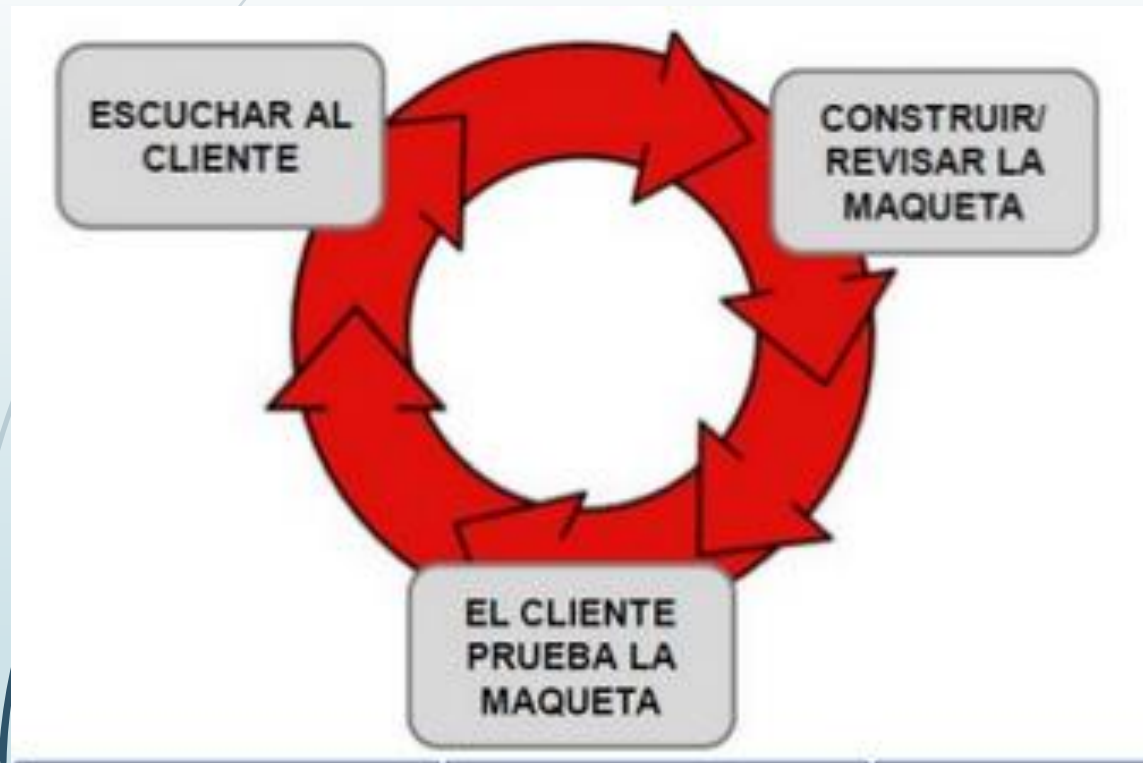 ESCUCHAR AL
CLIENTE
CONSTRUIR/
REVISAR LA
MAQUETA
EL CLIENTE
PRUEBA LA
MAQUETA